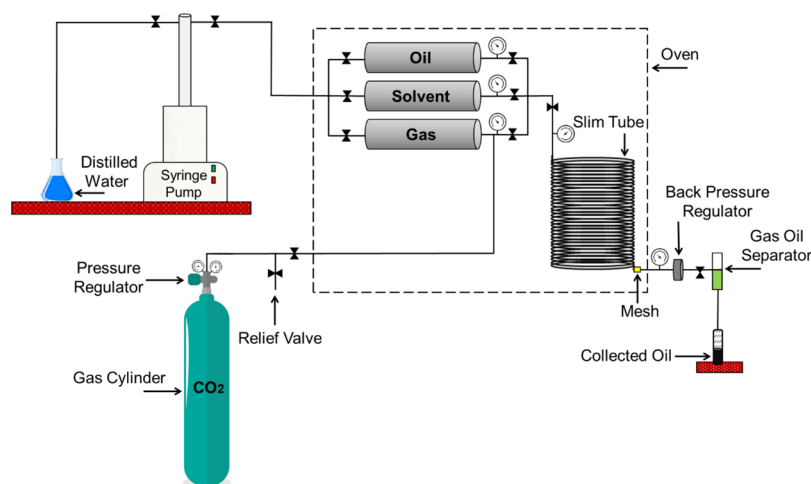 Oil
Solvent
Gas
Oven
Slim Tube
Distilled
Water
Syringe
Pump
Back Pressure
Regulator
Gas Oil
Separator
Pressure
Regulator
Relief Valve
Mesh
Collected Oil
Gas Cylinder
CO2